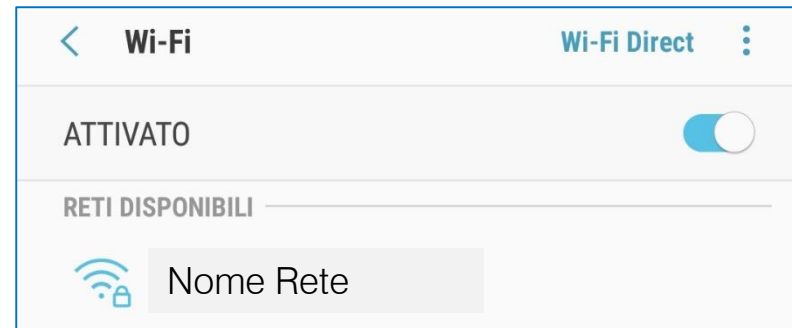 Wi-Fi Wi-Fi Direct
ATTIVATO
RETI DISPONIBILI
Nome Rete